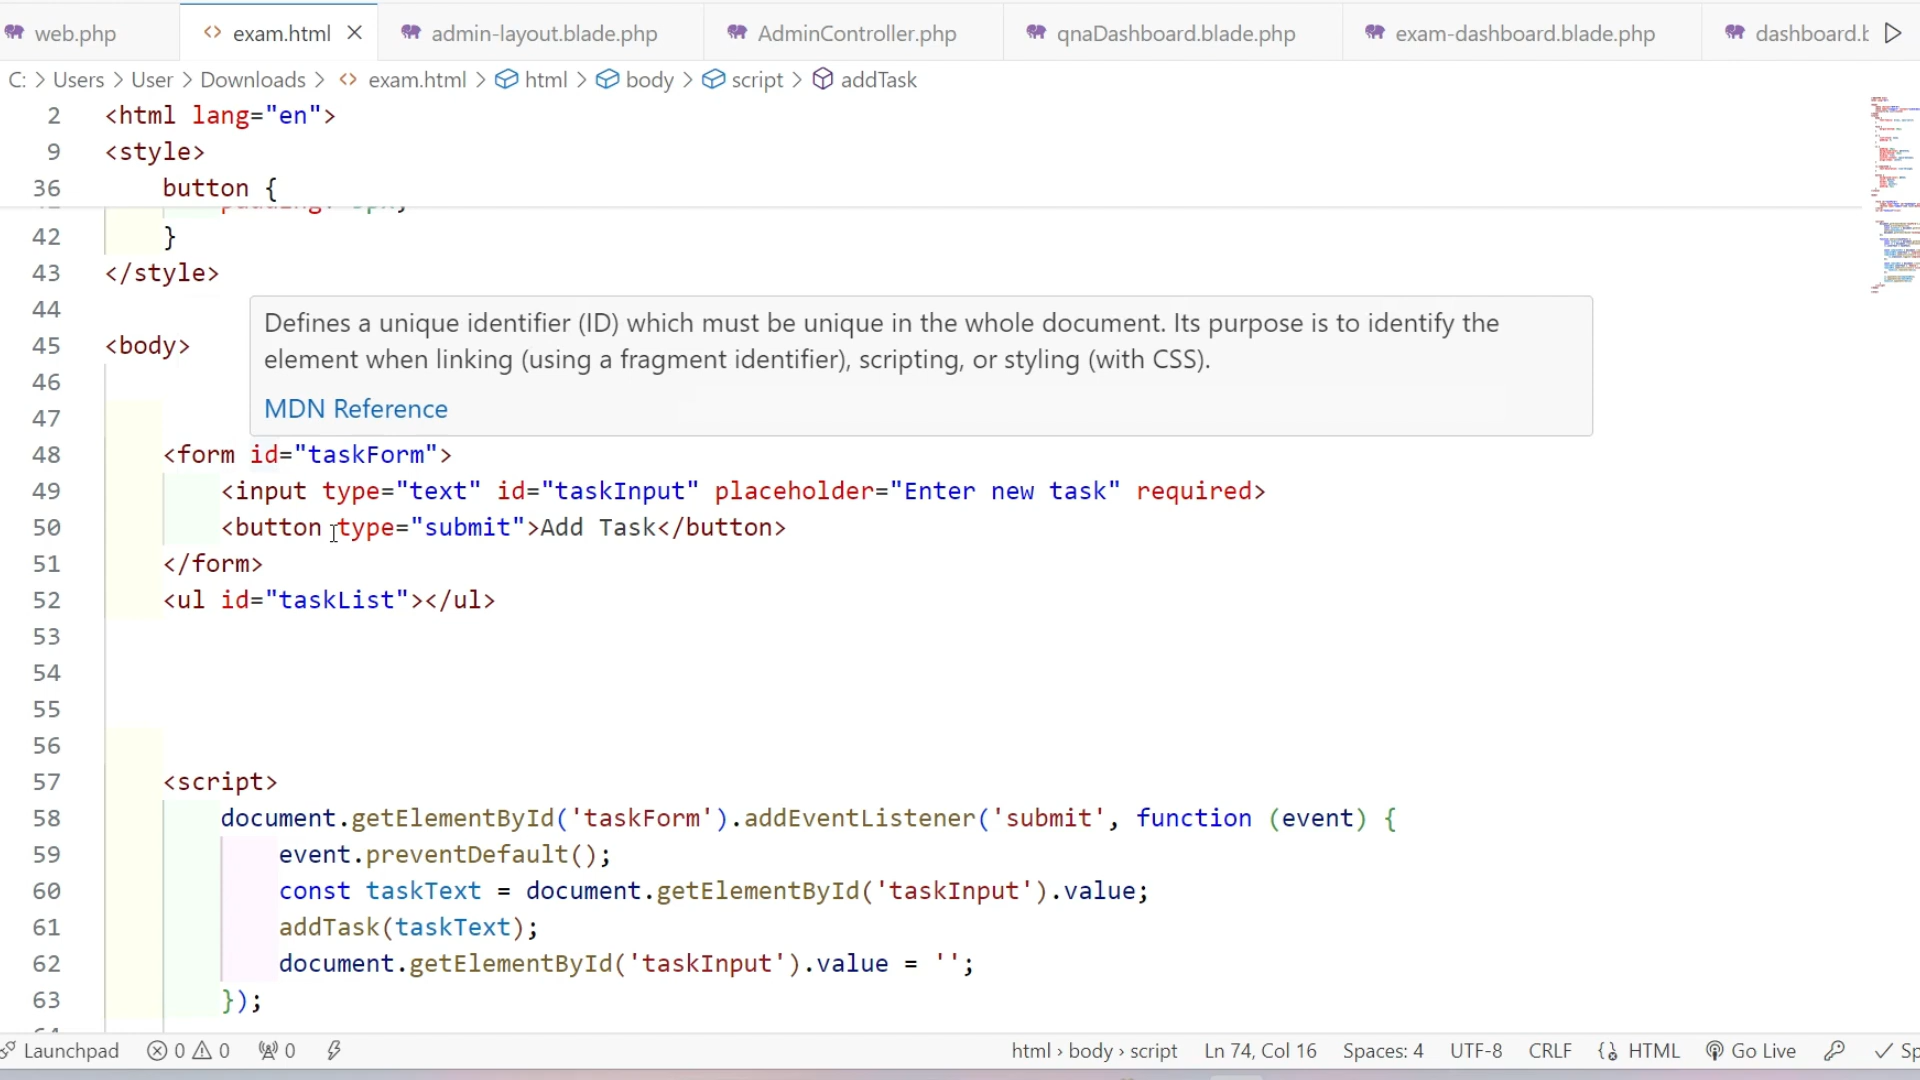 web.php exam.html admin-layout.blade.php AdminController.php qnaDashboard.blade.php exam-dashboard.blade.php dashboard.b
C: > Users > User > Downloads > <> exam.html > html > body > script > addTask
2 <html lang="en">
9 <style>
36 button {
42 }
43 </style>
44
Defines a unique identifier (ID) which must be unique in the whole document. Its purpose is to identify the
45 <body>
element when linking (using a fragment identifier), scripting, or styling (with CSS).
46
MDN Reference
47
48 <form id="taskForm">
49 <input type="text" id="taskInput" placeholder="Enter new task" required>
50 <button type="submit">Add Task</button>
51 </form>
52 <ul id="taskList"></ul>
53
54
55
56
57 <script>
58 document.getElementById('taskForm').addEventListener('submit', function (event) {
59 event.preventDefault();
60 const taskText = document.getElementById('taskInput').value;
61 addTask(taskText);
62 document.getElementById('taskInput').value = '';
63 });
Launchpad 0 0 0 html › body › script Ln 74, Col 16 Spaces: 4 UTF-8 CRLF HTML Go Live Sp